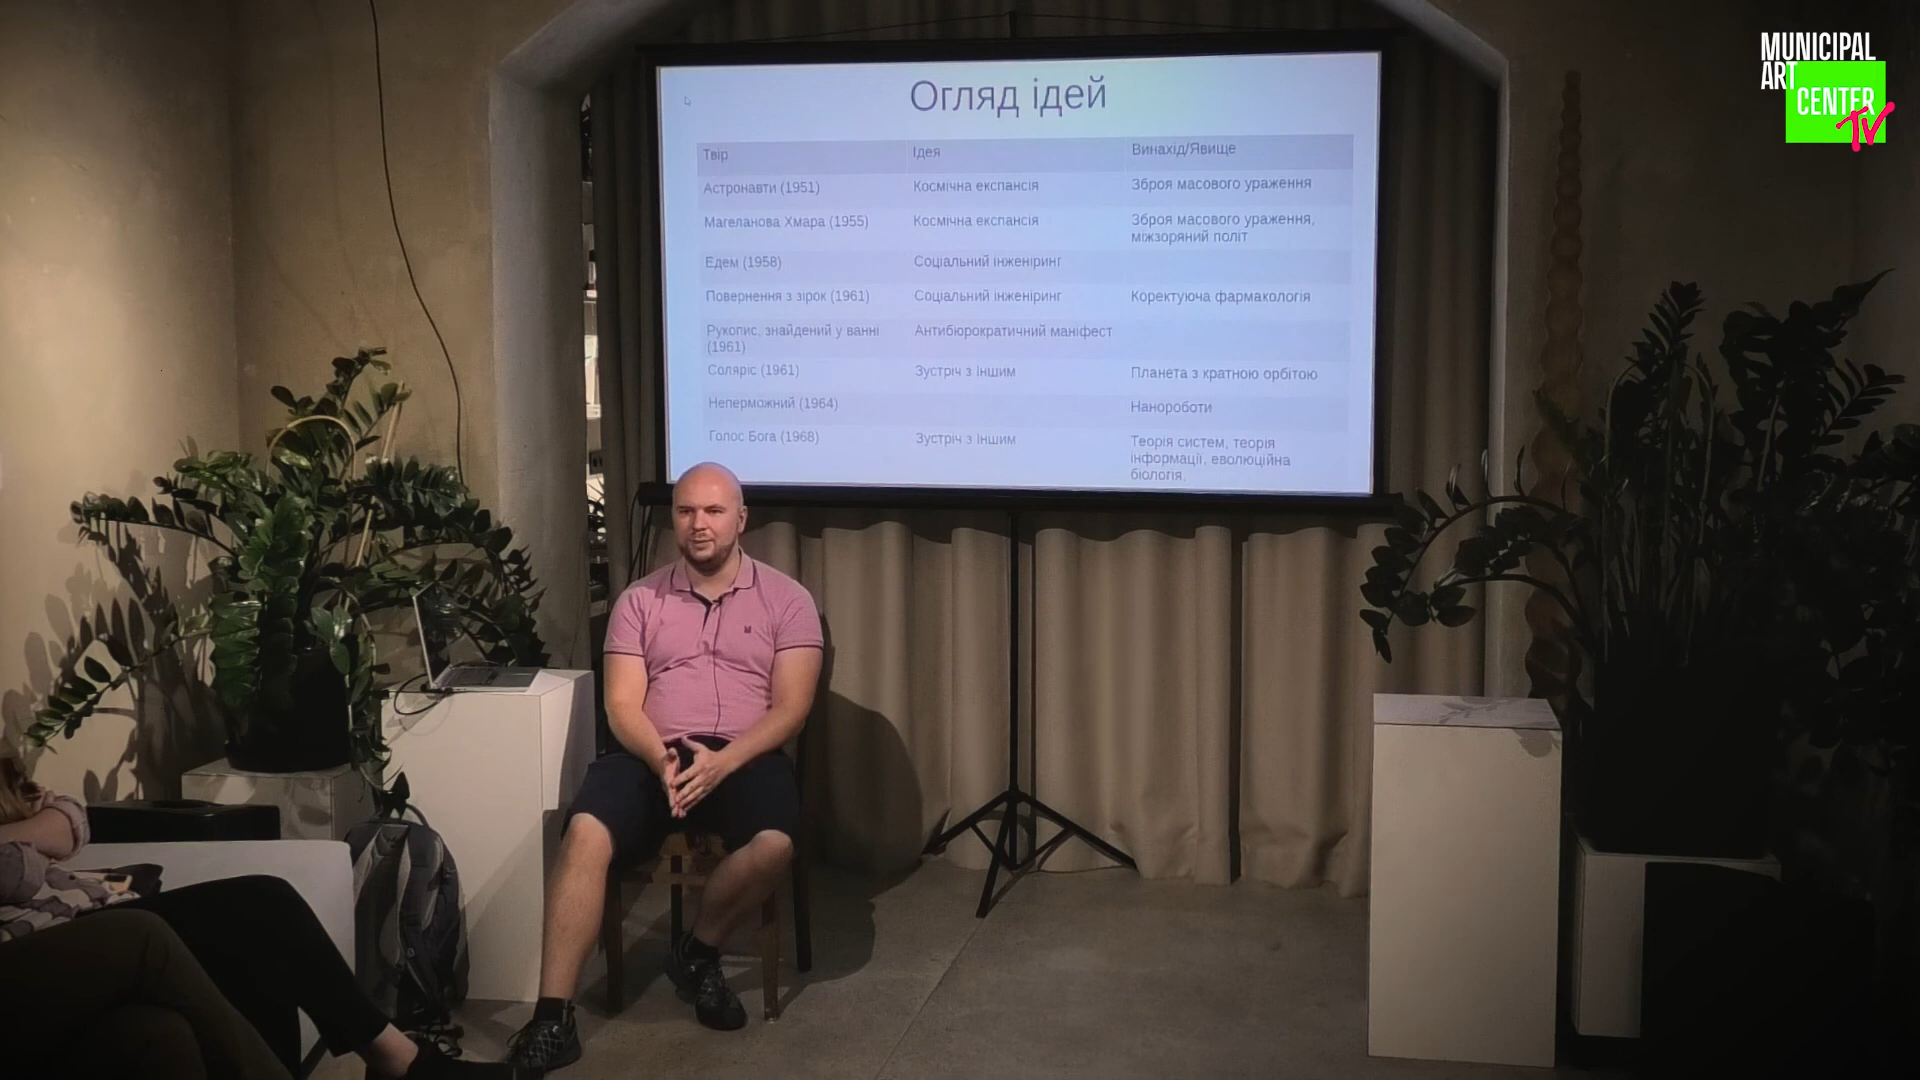 MUNICIPAL
ART
CENTER
TV
Огляд ідей
Твір Ідея Винахід/Явище
Астронавти (1951) Космічна експансія Зброя масового ураження
Магеланова Хмара (1955) Космічна експансія Зброя масового ураження,
міжзоряний політ
Едем (1958) Соціальний інженіринг
Повернення з зірок (1961) Соціальний інженіринг Коректуюча фармакологія
Рукопис, знайдений у ванні Антибюрократичний маніфест
(1961)
Соляріс (1961) Зустріч з Іншим Планета з кратною орбітою
Неперможний (1964) Нанороботи
Голос Бога (1968) Зустріч з Іншим Теорія систем, теорія
інформації, еволюційна
біологія,